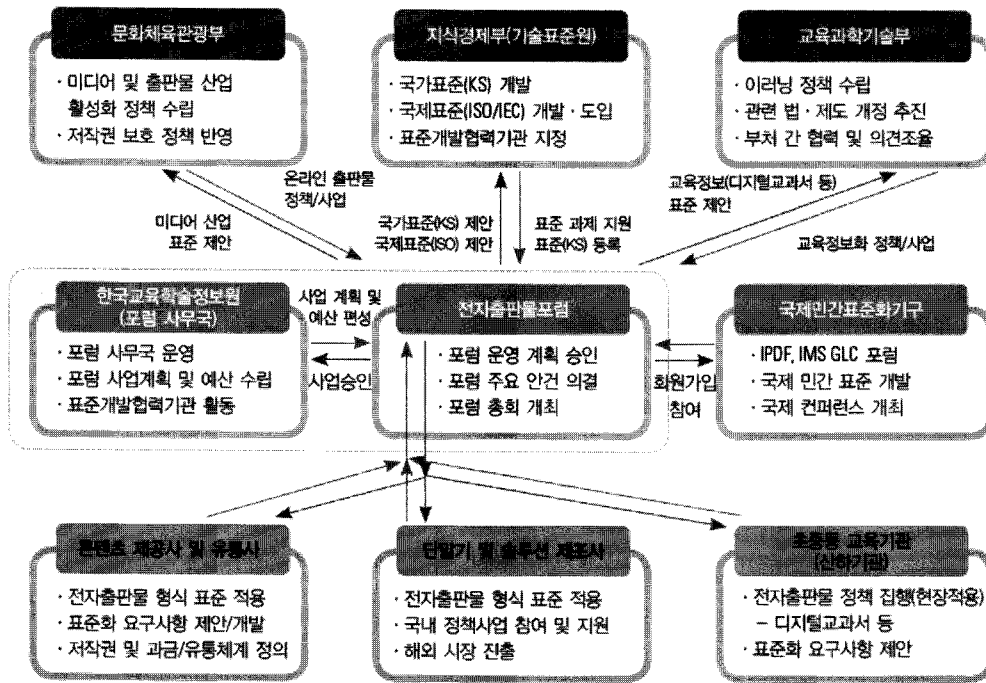 문화체육관광부
· 미디어 및 출판물 산업
활성화 정책 수립
· 저작권 보호 정책 반영
지식경제부(기술표준원)
· 국가표준(KS) 개발
· 국제표준(ISO/IEC) 개발 · 도입
· 표준개발협력기관 지정
교육과학기술부
· 이러닝 정책 수립
· 관련 법 · 제도 개정 추진
· 부처 간 협력 및 의견조율
온라인 출판물
정책/사업
미디어 산업
표준 제안
국가표준(KS) 제안
국제표준(ISO) 제안
표준 과제 지원
표준(KS) 등록
교육정보(디지털교과서 등)
표준 제안
교육정보화 정책/사업
한국교육학술정보원
(포럼 사무국)
· 포럼 사무국 운영
· 포럼 사업계획 및 예산 수립
· 표준개발협력기관 활동
사업 계획 및
예산 편성
사업승인
전자출판물포럼
· 포럼 운영 계획 승인
· 포럼 주요 안건 의결
· 포럼 총회 개최
회원가입
참여
국제민간표준화기구
· IPDF, IMS GLC 포럼
· 국제 민간 표준 개발
· 국제 컨퍼런스 개최
콘텐츠 제공사 및 유통사
· 전자출판물 형식 표준 적용
· 표준화 요구사항 제안/개발
· 저작권 및 과금/유통체계 정의
단말기 및 솔루션 제조사
· 전자출판물 형식 표준 적용
· 국내 정책사업 참여 및 지원
· 해외 시장 진출
초중등 교육기관
(산하기관)
· 전자출판물 정책 집행(현장적용)
– 디지털교과서 등
· 표준화 요구사항 제안